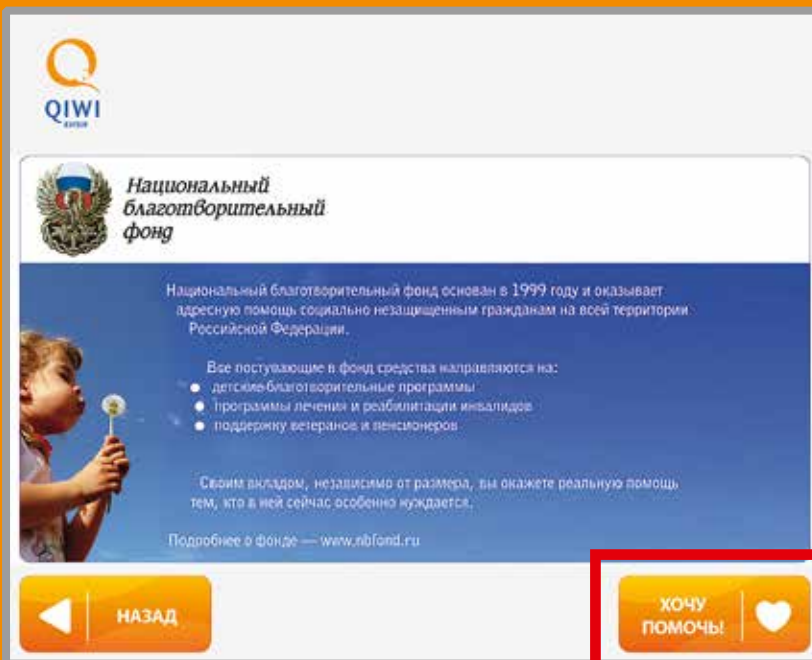 QIWI
Национальный
благотворительный
фонд
Национальный благотворительный фонд основан в 1999 году и оказывает
адресную помощь социально незащищенным гражданам на всей территории
Российской Федерации.
Все поступающие в фонд средства направляются на:
детские благотворительные программы
программы лечения и реабилитации инвалидов
поддержку ветеранов и пенсионеров
Своим вкладом, независимо от размера, вы окажете реальную помощь
тем, кто в ней сейчас особенно нуждается.
Подробнее о фонде — www.nbfond.ru
НАЗАД
ХОЧУ
ПОМОЧЬ!